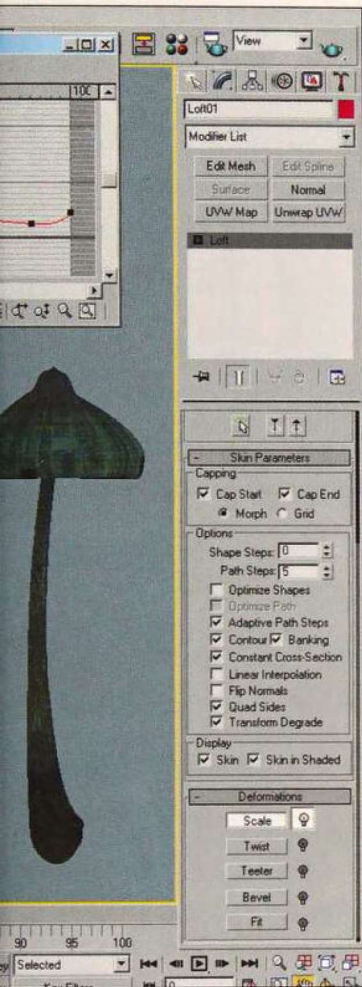 View
100
Loft01
Modifier List
Edit Mesh Edit Spline
Surface Normal
UVW Map Unwrap UVW
Loft
- Skin Parameters
Capping
Cap Start Cap End
Morph Grid
Options
Shape Steps: 0
Path Steps: 5
Optimize Shapes
Optimize Path
Adaptive Path Steps
Contour Banking
Constant Cross-Section
Linear Interpolation
Flip Normals
Quad Sides
Transform Degrade
Display
Skin Skin in Shaded
- Deformations
Scale
Twist
Teeter
Bevel
Fit
90 95 100
Selected
Key Filters
0